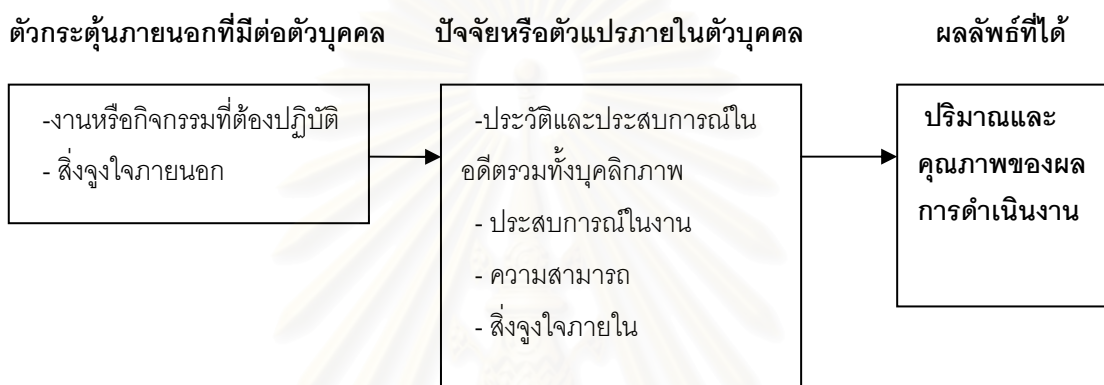 ตัวกระตุ้นภายนอกที่มีต่อตัวบุคคล
ปัจจัยหรือตัวแปรภายในตัวบุคคล
ผลลัพธ์ที่ได้
-งานหรือกิจกรรมที่ต้องปฏิบัติ
- สิ่งจูงใจภายนอก
-ประวัติและประสบการณ์ใน
อดีตรวมทั้งบุคลิกภาพ
- ประสบการณ์ในงาน
- ความสามารถ
- สิ่งจูงใจภายใน
ปริมาณและ
คุณภาพของผล
การดำเนินงาน